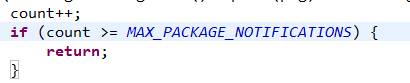 count++;
if (count >= MAX_PACKAGE_NOTIFICATIONS) {
return;
}